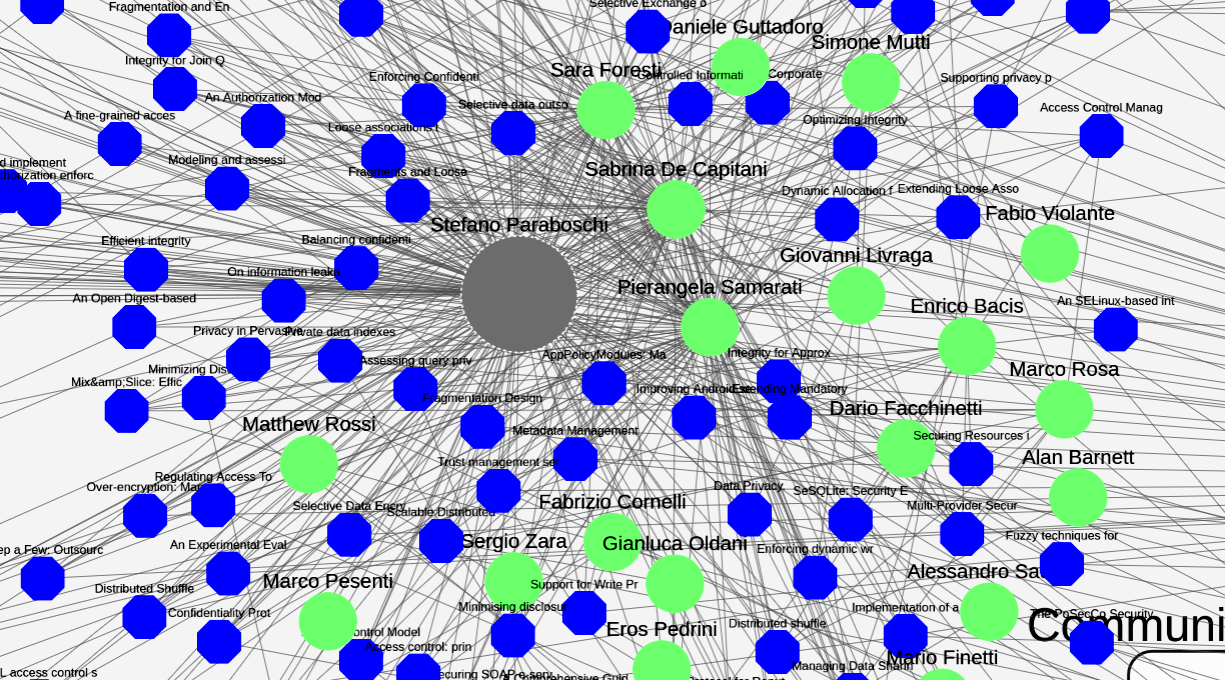 Fragmentation and En
Selective Exchange o
Daniele Guttadoro
Simone Mutti
Integrity for Join Q
Sara Foresti
Enforcing Confidenti
Controlled Informati
Corporate
Supporting privacy p
An Authorization Mod
Selective data outso
Access Control Manag
A fine-grained acces
Loose associations t
Optimizing Integrity
Modeling and assessi
d implement
Fragments and Loose
Sabrina De Capitani
horization enforc
Dynamic Allocation f
Extending Loose Asso
Stefano Paraboschi
Fabio Violante
Efficient integrity
Balancing confidenti
Giovanni Livraga
On information leaka
Pierangela Samarati
An Open Digest-based
Enrico Bacis
An SELinux-based int
Privacy in Pervasive
Private data indexes
AppPolicyModules: Ma
Integrity for Approx
Assessing query priv
Minimizing Dis
Marco Rosa
Mix&amp;Slice: Effic
Improving Android
Extending Mandatory
Fragmentation Design
Dario Facchinetti
Matthew Rossi
Metadata Management
Securing Resources i
Trust management ser
Alan Barnett
Regulating Access To
Over-encryption: Ma
Data Privacy
SeSQLite: Security E
Fabrizio Cornelli
Selective Data Encry
Scalable Distributed
Multi-Provider Secur
Sergio Zara
Gianluca Oldani
Fuzzy techniques for
ep a Few: Outsourc
An Experimental Eval
Enforcing dynamic wr
Marco Pesenti
Support for Write Pr
Alessandro Sa
Distributed Shuffle
Confidentiality Prot
Minimising disclosur
Implementation of a
The PoSecCo Security
Communi
Eros Pedrini
Distributed shuffle
ontrol Model
Access control: prin
Mario Finetti
Managing Data Sharin
L access control s
ecuring SOAP e-serv
A Comprehensive Guid